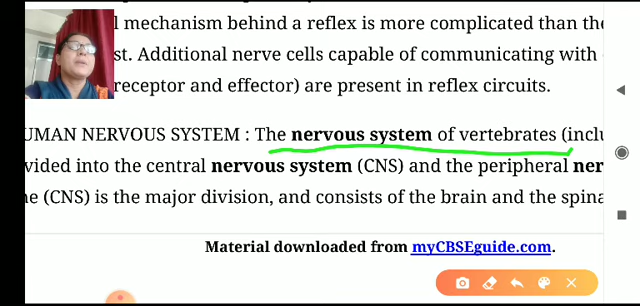 l mechanism behind a reflex is more complicated than the
st. Additional nerve cells capable of communicating with
receptor and effector) are present in reflex circuits.
UMAN NERVOUS SYSTEM : The nervous system of vertebrates (inclu
vided into the central nervous system (CNS) and the peripheral ner
ne (CNS) is the major division, and consists of the brain and the spina
Material downloaded from myCBSEguide.com.